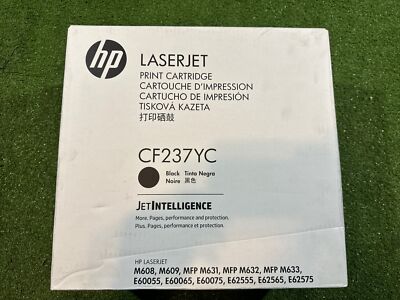 hp
LASERJET
PRINT CARTRIDGE
CARTOUCHE D'IMPRESSION
CARTUCHO DE IMPRESIÓN
TISKOVÁ KAZETA
打印硒鼓
CF237YC
Black Tinta Negra
Noire 黑色
JETINTELLIGENCE
More. Pages, performance and protection.
Plus. Pages, performance et protection.
HP LASERJET
M608, M609, MFP M631, MFP M632, MFP M633,
E60055, E60065, E60075, E62555, E62565, E62575